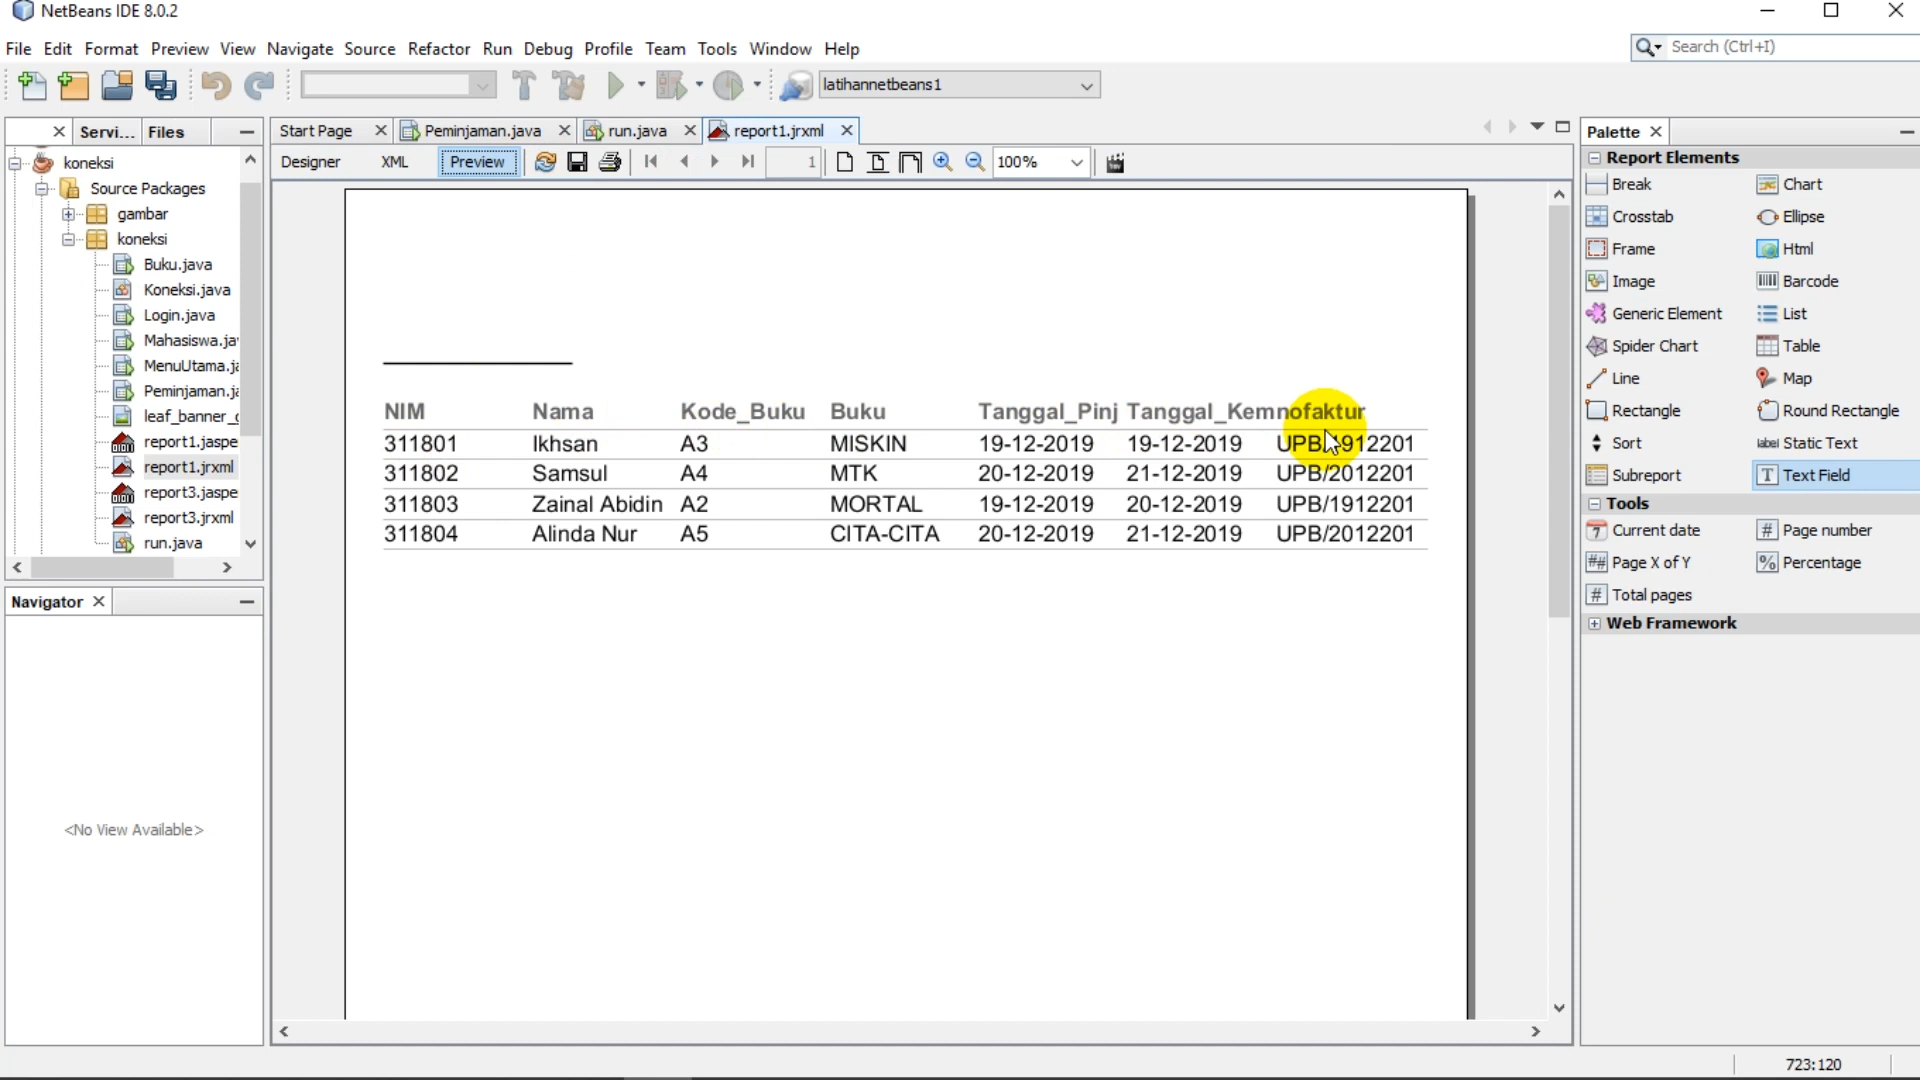 NetBeans IDE 8.0.2
File Edit Format Preview View Navigate Source Refactor Run Debug Profile Team Tools Window Help
Search (Ctrl+I)
latihannetbeans1
Servi... Files
Start Page Peminjaman.java run.java report1.jrxml
Designer XML Preview 1 100%
koneksi
Source Packages
gambar
koneksi
Buku.java
Koneksi.java
Login.java
Mahasiswa.ja
MenuUtama.ja
Peminjaman.ja
leaf_banner_
report1.jaspe
report1.jrxml
report3.jaspe
report3.jrxml
run.java
Navigator
<No View Available>
NIM Nama Kode_Buku Buku Tanggal_Pinj Tanggal_Kemnofaktur
311801 Ikhsan A3 MISKIN 19-12-2019 19-12-2019 UPB/1912201
311802 Samsul A4 MTK 20-12-2019 21-12-2019 UPB/2012201
311803 Zainal Abidin A2 MORTAL 19-12-2019 20-12-2019 UPB/1912201
311804 Alinda Nur A5 CITA-CITA 20-12-2019 21-12-2019 UPB/2012201
Palette
Report Elements
Break Chart
Crosstab Ellipse
Frame Html
Image Barcode
Generic Element List
Spider Chart Table
Line Map
Rectangle Round Rectangle
Sort label Static Text
Subreport Text Field
Tools
Current date Page number
Page X of Y Percentage
Total pages
Web Framework
723:120